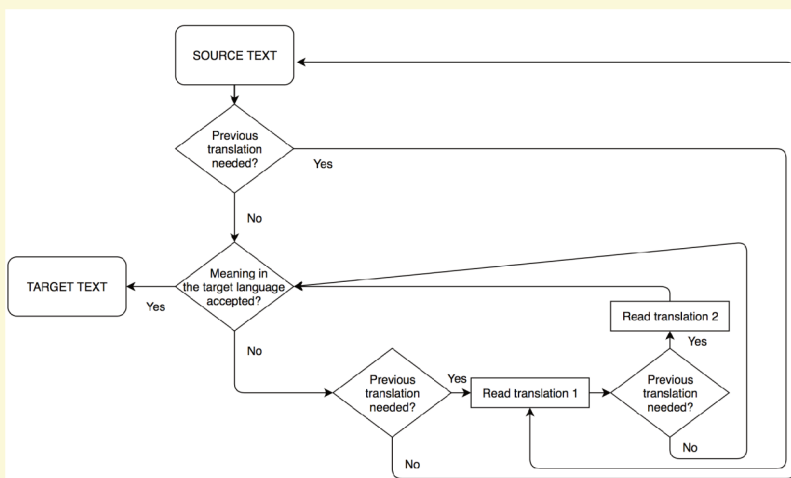 SOURCE TEXT
Previous
translation
needed?
Yes
No
Meaning in
the target language
accepted?
TARGET TEXT
Yes
No
Read translation 2
Yes
Previous
translation
needed?
Yes
Read translation 1
Previous
translation
needed?
No
No